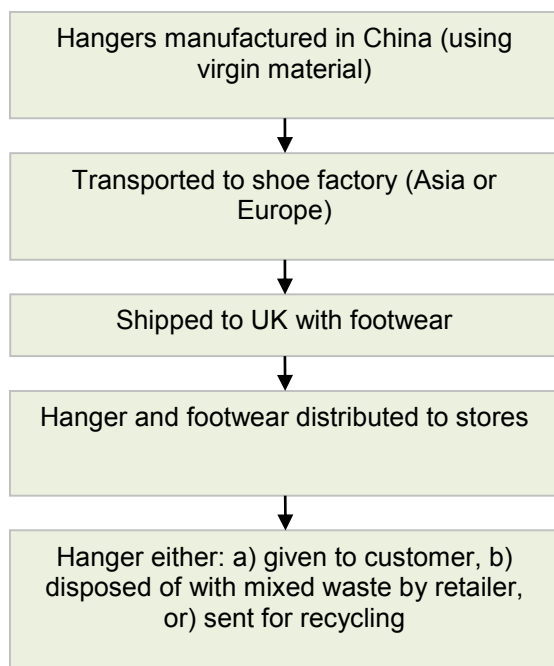 Hangers manufactured in China (using
virgin material)
Transported to shoe factory (Asia or
Europe)
Shipped to UK with footwear
Hanger and footwear distributed to stores
Hanger either: a) given to customer, b)
disposed of with mixed waste by retailer,
or) sent for recycling